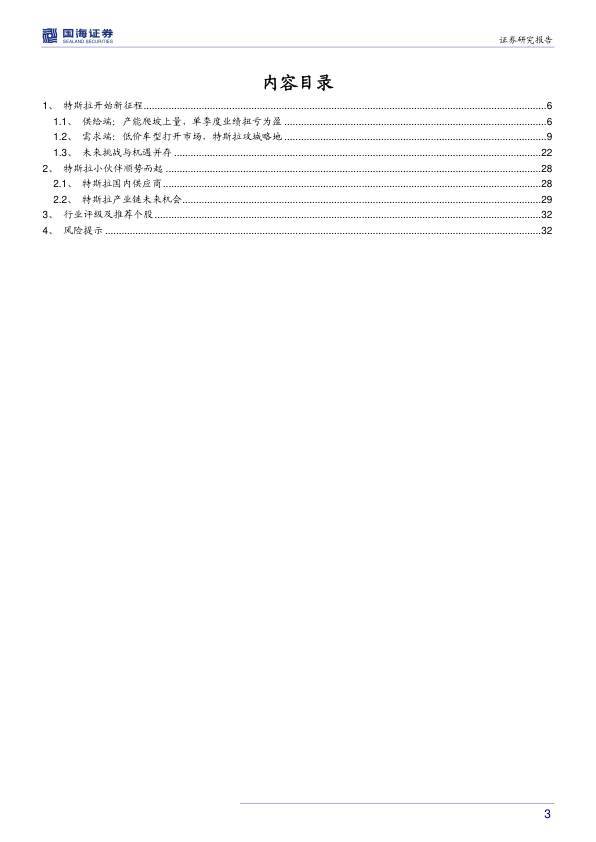 国海证券
SEALAND SECURITIES
证券研究报告
内容目录
1、 特斯拉开始新征程........................................6
1.1、 供给端：产能爬坡上量，单季度业绩扭亏为盈........................................6
1.2、 需求端：低价车型打开市场，特斯拉攻城略地........................................9
1.3、 未来挑战与机遇并存........................................22
2、 特斯拉小伙伴顺势而起........................................28
2.1、 特斯拉国内供应商........................................28
2.2、 特斯拉产业链未来机会........................................29
3、 行业评级及推荐个股........................................32
4、 风险提示........................................32
3